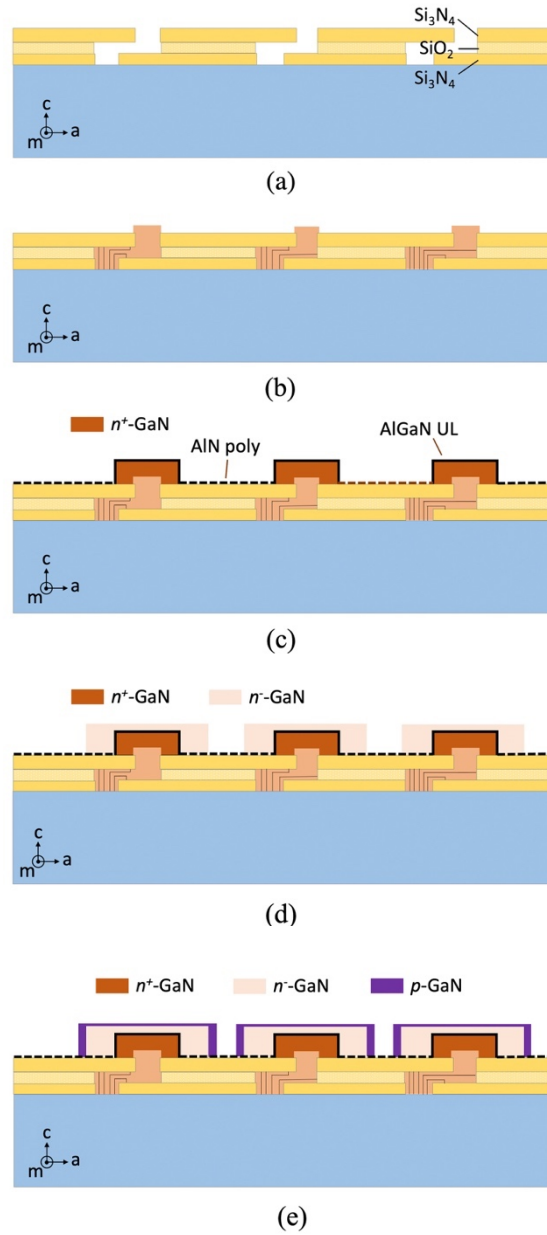 Si₃N₄
SiO₂
Si₃N₄
c
m a
(a)
c
m a
(b)
n⁺-GaN
AlN poly
AlGaN UL
c
m a
(c)
n⁺-GaN n⁻-GaN
c
m a
(d)
n⁺-GaN n⁻-GaN p-GaN
c
m a
(e)